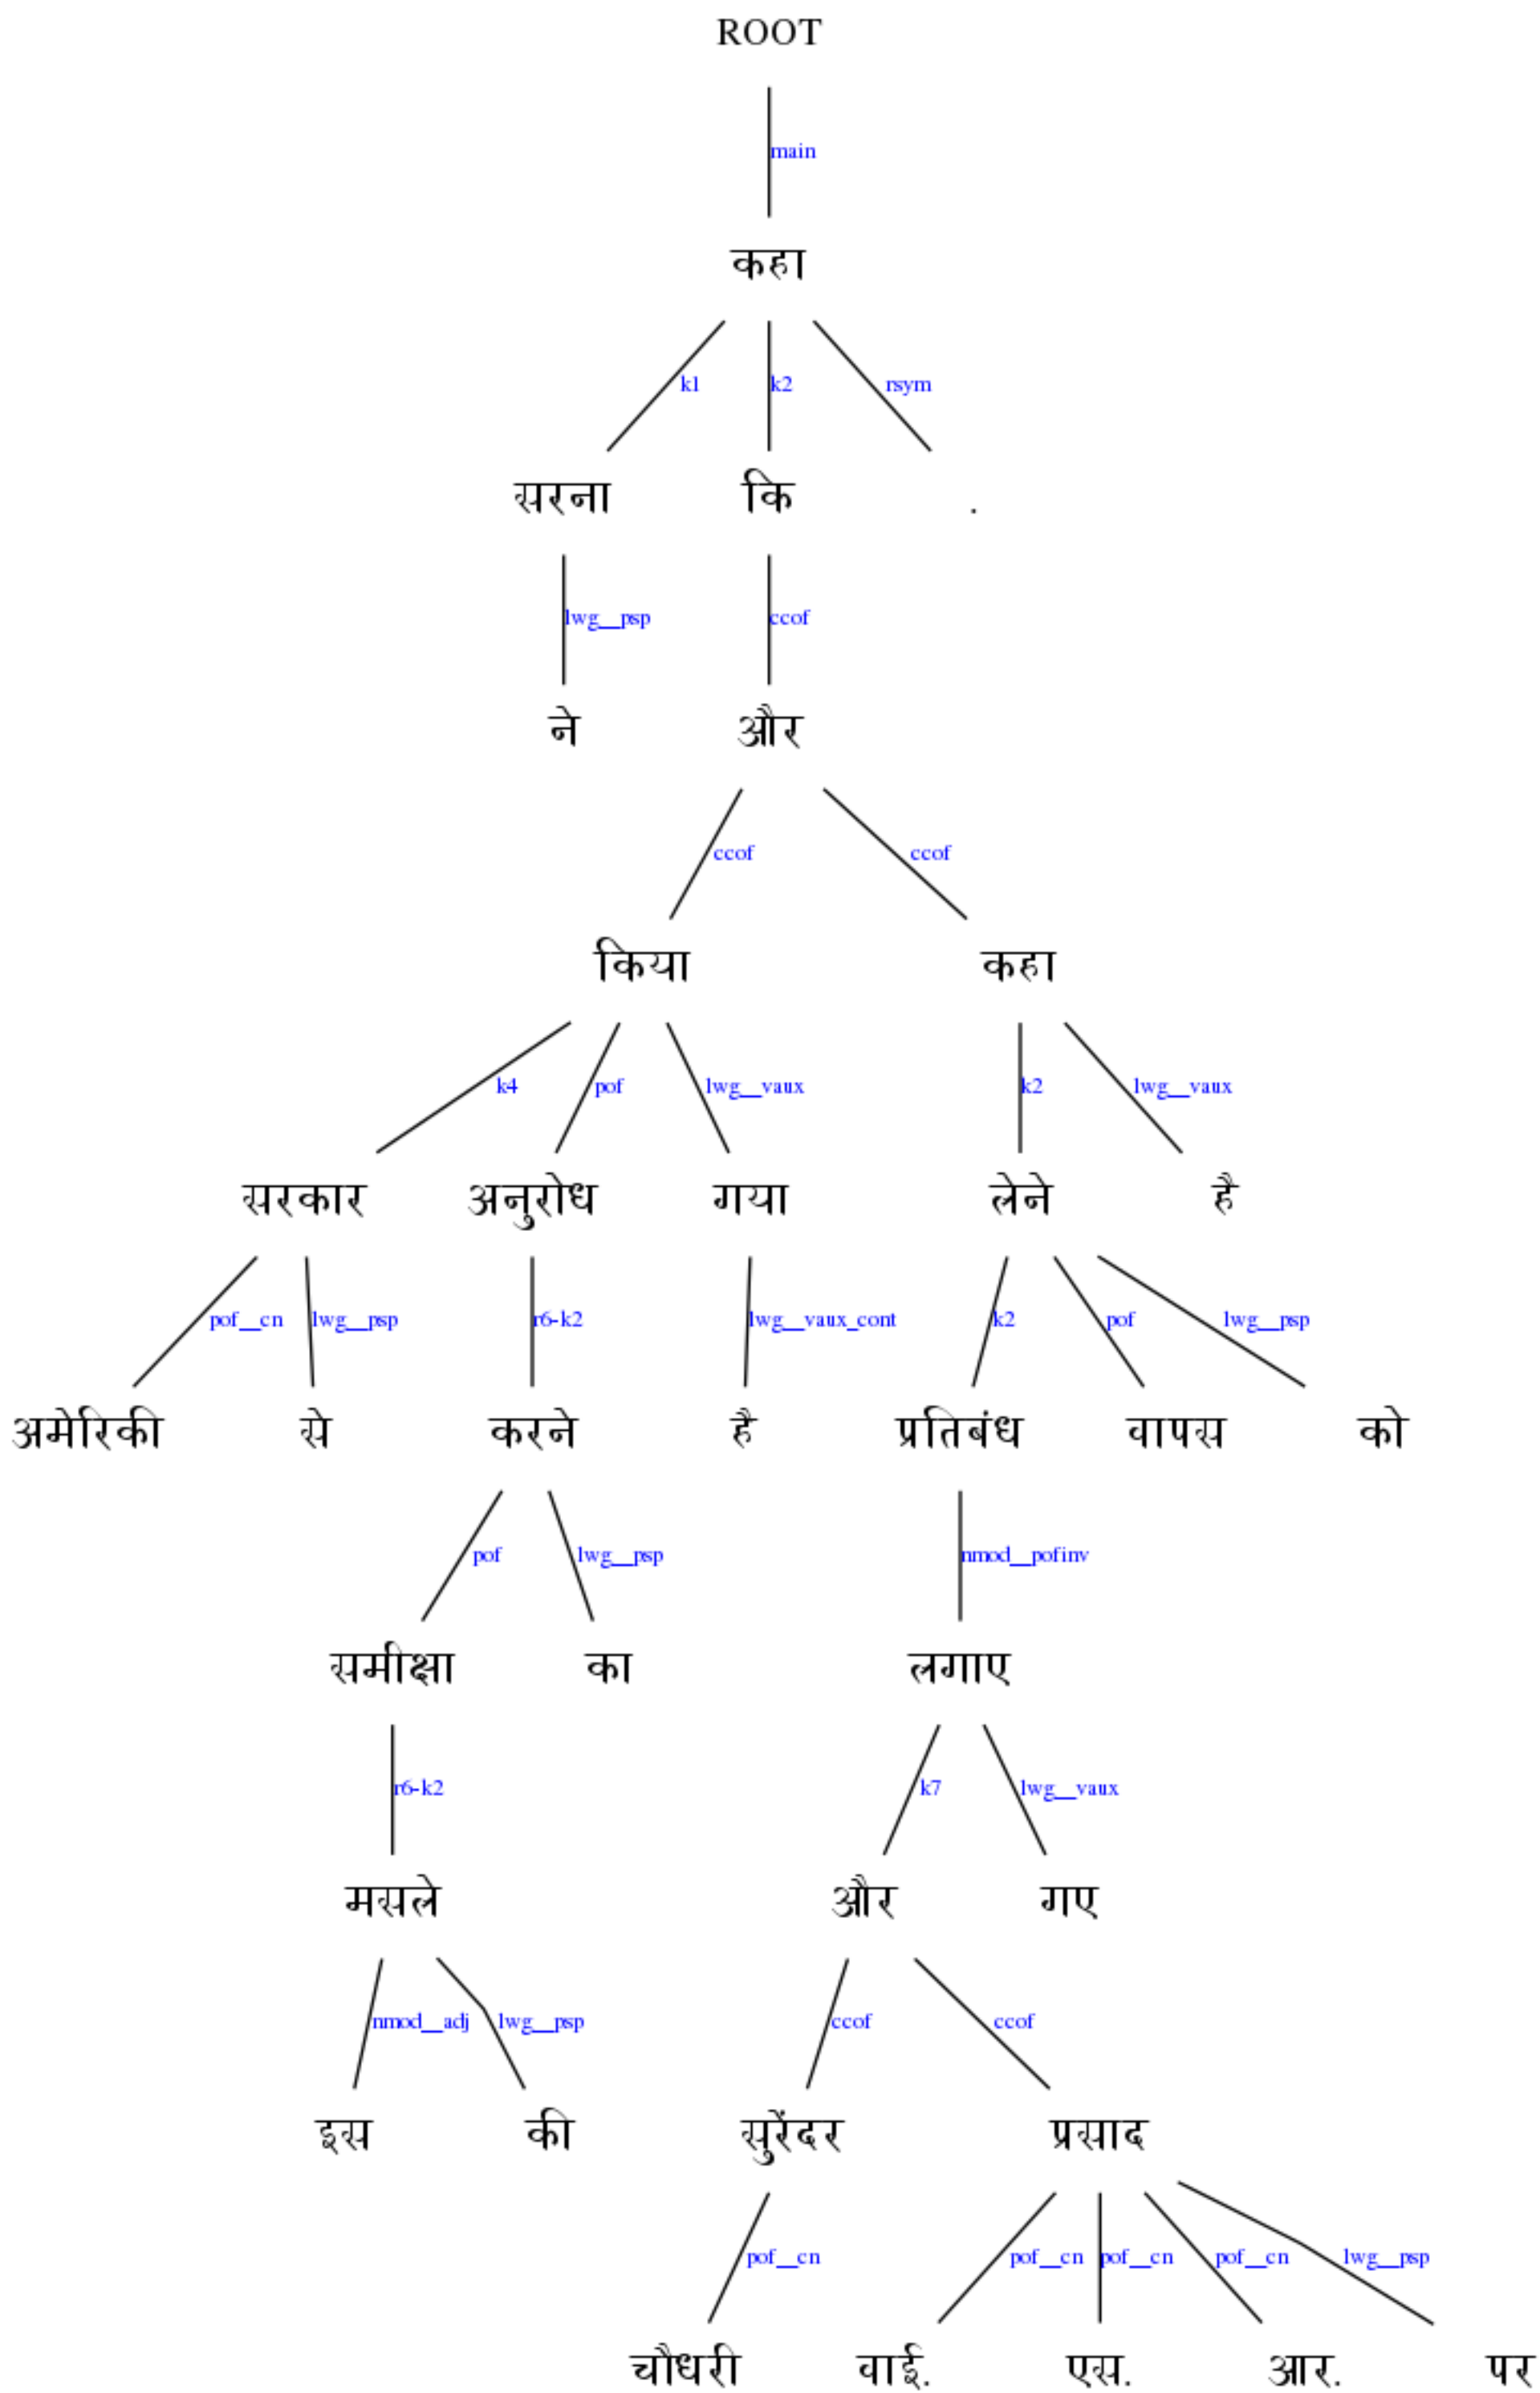 ROOT
main
कहा
k1 k2 rsym
सरना कि .
lwg__psp ccof
ने और
ccof ccof
किया कहा
k4 pof lwg__vaux k2 lwg__vaux
सरकार अनुरोध गया लेने है
pof__cn lwg__psp r6-k2 lwg__vaux_cont k2 pof lwg__psp
अमेरिकी से करने है प्रतिबंध वापस को
pof lwg__psp nmod__pofinv
समीक्षा का लगाए
r6-k2 k7 lwg__vaux
मसले और गए
nmod__adj lwg__psp ccof ccof
इस की सुरेंदर प्रसाद
pof__cn pof__cn pof__cn pof__cn lwg__psp
चौधरी वाई. एस. आर. पर